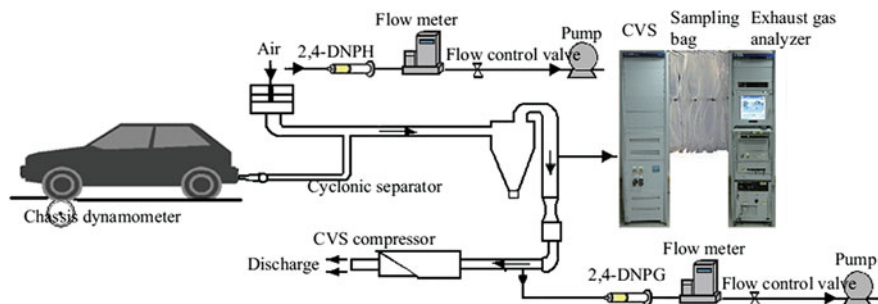 Flow meter
Pump
CVS
Sampling
bag
Exhaust gas
analyzer
Air
2,4-DNPH
Flow control valve
Cyclonic separator
Chassis dynamometer
CVS compressor
Discharge
Flow meter
Pump
2,4-DNPG
Flow control valve